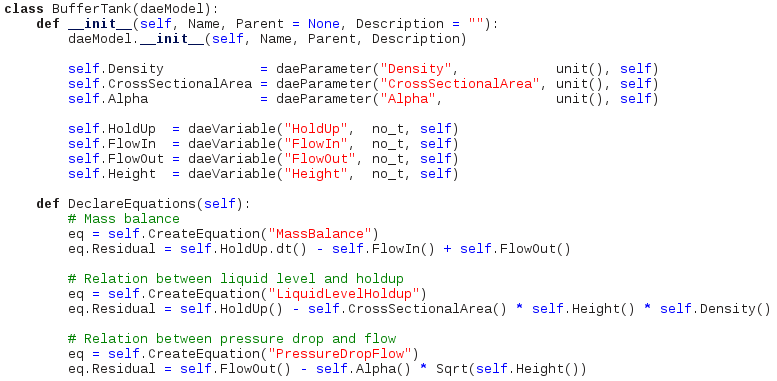 class BufferTank(daeModel):
    def __init__(self, Name, Parent = None, Description = ""):
        daeModel.__init__(self, Name, Parent, Description)

        self.Density            = daeParameter("Density",            unit(), self)
        self.CrossSectionalArea = daeParameter("CrossSectionalArea", unit(), self)
        self.Alpha              = daeParameter("Alpha",              unit(), self)

        self.HoldUp  = daeVariable("HoldUp",  no_t, self)
        self.FlowIn  = daeVariable("FlowIn",  no_t, self)
        self.FlowOut = daeVariable("FlowOut", no_t, self)
        self.Height  = daeVariable("Height",  no_t, self)

    def DeclareEquations(self):
        # Mass balance
        eq = self.CreateEquation("MassBalance")
        eq.Residual = self.HoldUp.dt() - self.FlowIn() + self.FlowOut()

        # Relation between liquid level and holdup
        eq = self.CreateEquation("LiquidLevelHoldup")
        eq.Residual = self.HoldUp() - self.CrossSectionalArea() * self.Height() * self.Density()

        # Relation between pressure drop and flow
        eq = self.CreateEquation("PressureDropFlow")
        eq.Residual = self.FlowOut() - self.Alpha() * Sqrt(self.Height())